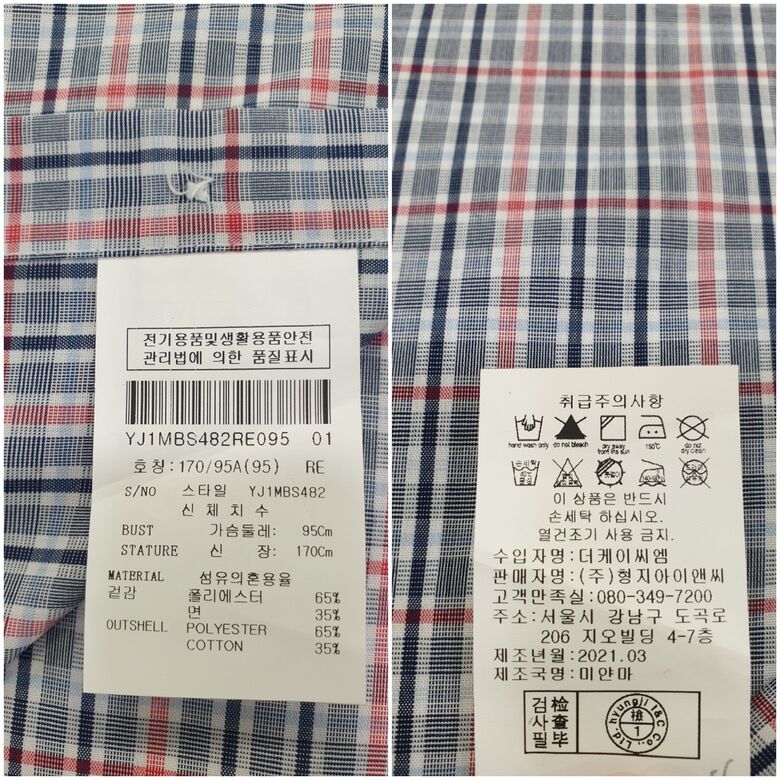 전기용품및생활용품안전
관리법에 의한 품질표시
YJ1MBS482RE095 01
호칭:170/95A(95) RE
S/NO 스타일 YJ1MBS482
신체치수
BUST 가슴둘레: 95Cm
STATURE 신 장: 170Cm
MATERIAL 섬유의혼용율
겉감 폴리에스터 65%
면 35%
OUTSHELL POLYESTER 65%
COTTON 35%
취급주의사항
hand wash only do not bleach dry away from the sun 150℃ do not dry clean
이 상품은 반드시
손세탁 하십시오.
열건조기 사용 금지.
수입자명:더케이씨엠
판매자명:(주)형지아이앤씨
고객만족실:080-349-7200
주소:서울시 강남구 도곡로
206 지오빌딩 4-7층
제조년월:2021.03
제조국명:미얀마
검사필 检查毕
hyungji I&C Co., Ltd
檢
1